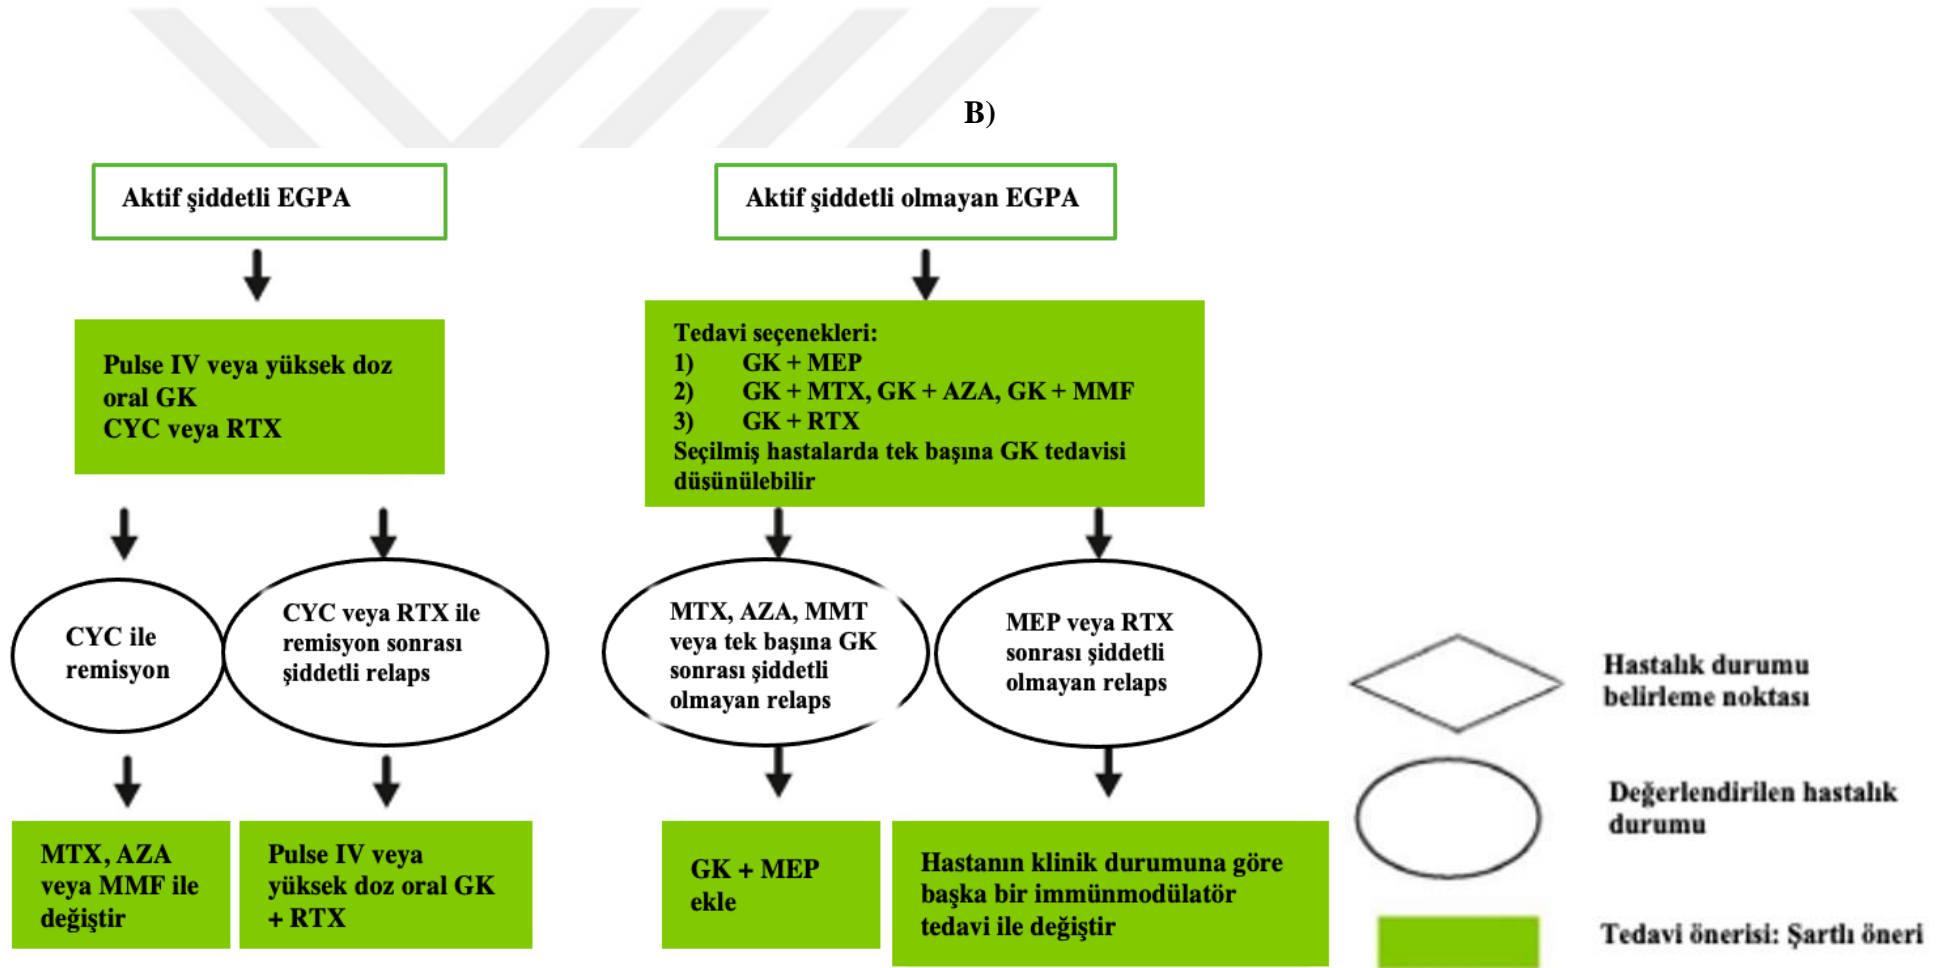 B)
Aktif şiddetli EGPA
Pulse IV veya yüksek doz
oral GK
CYC veya RTX
CYC ile
remisyon
CYC veya RTX ile
remisyon sonrası
şiddetli relaps
MTX, AZA
veya MMF ile
değiştir
Pulse IV veya
yüksek doz oral GK
+ RTX
Aktif şiddetli olmayan EGPA
Tedavi seçenekleri:
1) GK + MEP
2) GK + MTX, GK + AZA, GK + MMF
3) GK + RTX
Seçilmiş hastalarda tek başına GK tedavisi
düsünülebilir
MTX, AZA, MMT
veya tek başına GK
sonrası şiddetli
olmayan relaps
MEP veya RTX
sonrası şiddetli
olmayan relaps
GK + MEP
ekle
Hastanın klinik durumuna göre
başka bir immünmodülatör
tedavi ile değiştir
Hastalık durumu
belirleme noktası
Değerlendirilen hastalık
durumu
Tedavi önerisi: Şartlı öneri